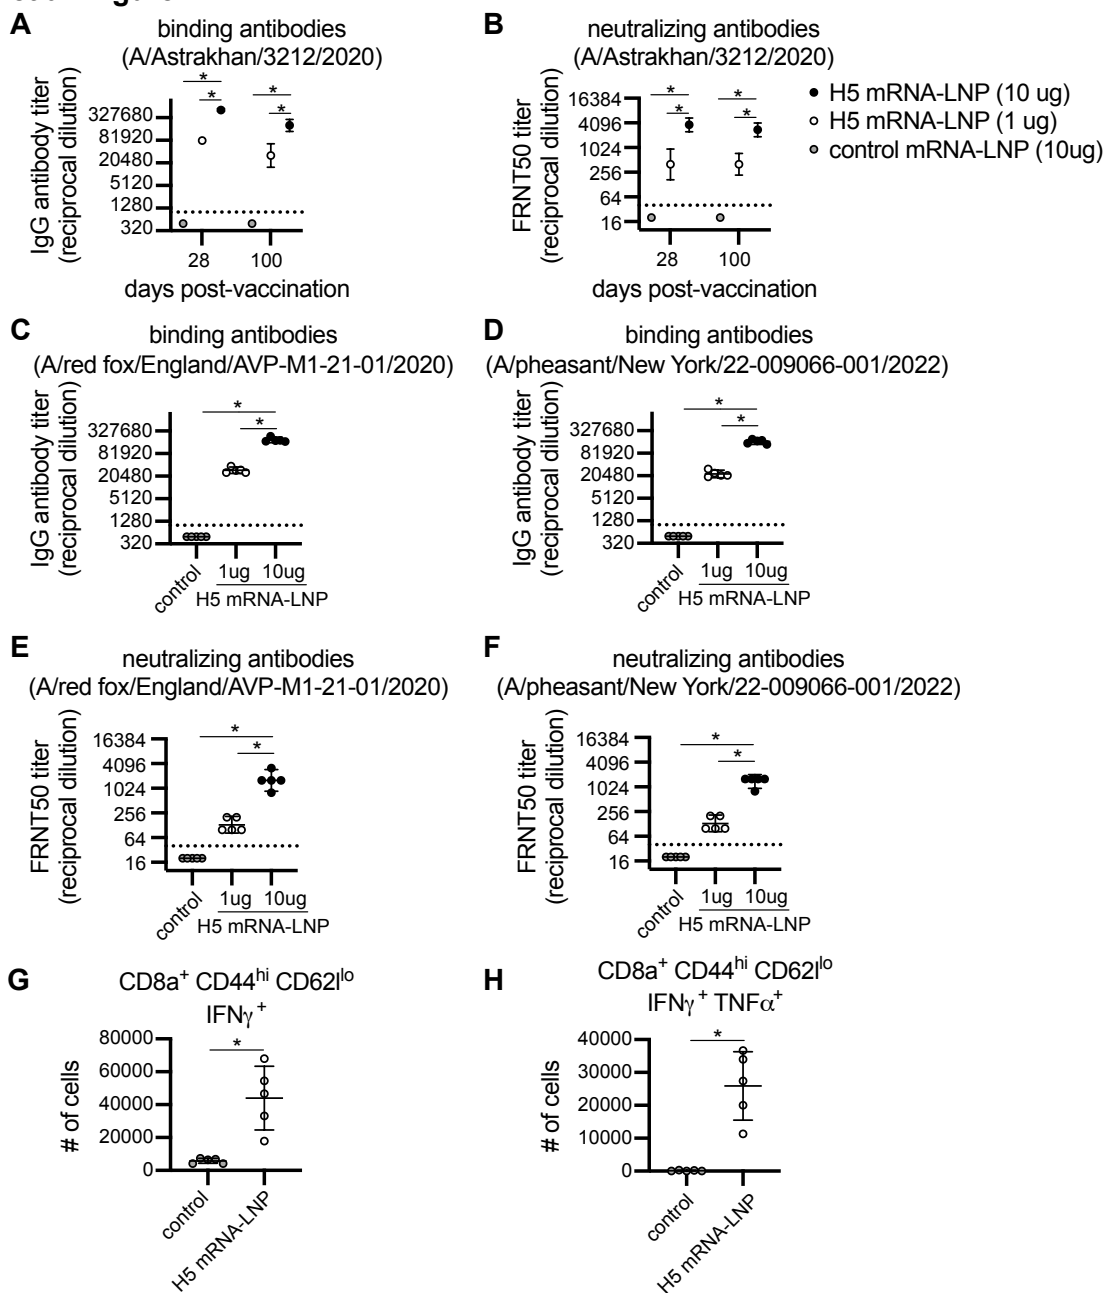 A
binding antibodies
(A/Astrakhan/3212/2020)
IgG antibody titer
(reciprocal dilution)
327680
81920
20480
5120
1280
320
*
*
*
*
28
100
days post-vaccination
B
neutralizing antibodies
(A/Astrakhan/3212/2020)
FRNT50 titer
(reciprocal dilution)
16384
4096
1024
256
64
16
*
*
*
*
28
100
days post-vaccination
H5 mRNA-LNP (10 ug)
H5 mRNA-LNP (1 ug)
control mRNA-LNP (10ug)
C
binding antibodies
(A/red fox/England/AVP-M1-21-01/2020)
IgG antibody titer
(reciprocal dilution)
327680
81920
20480
5120
1280
320
*
*
control
1ug
10ug
H5 mRNA-LNP
D
binding antibodies
(A/pheasant/New York/22-009066-001/2022)
IgG antibody titer
(reciprocal dilution)
327680
81920
20480
5120
1280
320
*
*
control
1ug
10ug
H5 mRNA-LNP
E
neutralizing antibodies
(A/red fox/England/AVP-M1-21-01/2020)
FRNT50 titer
(reciprocal dilution)
16384
4096
1024
256
64
16
*
*
control
1ug
10ug
H5 mRNA-LNP
F
neutralizing antibodies
(A/pheasant/New York/22-009066-001/2022)
FRNT50 titer
(reciprocal dilution)
16384
4096
1024
256
64
16
*
*
control
1ug
10ug
H5 mRNA-LNP
G
CD8a+ CD44hi CD62llo
IFNγ +
# of cells
80000
60000
40000
20000
0
*
control
H5 mRNA-LNP
H
CD8a+ CD44hi CD62llo
IFNγ+ TNFα+
# of cells
40000
30000
20000
10000
0
*
control
H5 mRNA-LNP